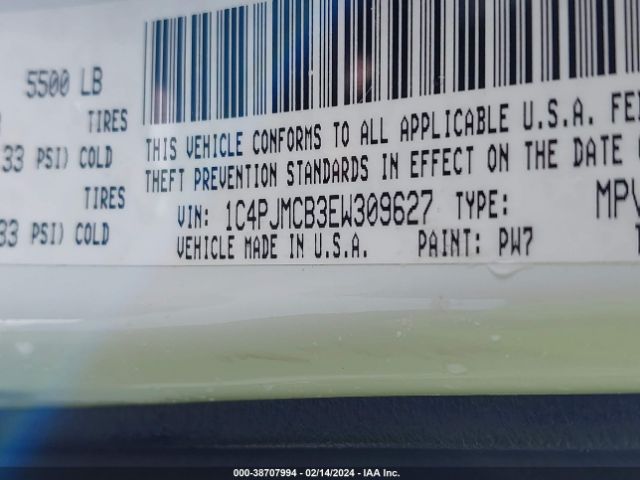 5500 LB
TIRES
33 PSI) COLD
TIRES
33 PSI) COLD
THIS VEHICLE CONFORMS TO ALL APPLICABLE U.S.A. FE
THEFT PREVENTION STANDARDS IN EFFECT ON THE DATE
VIN: 1C4PJMCB3EW309627 TYPE: MPV
VEHICLE MADE IN U.S.A. PAINT: PW7
000-38707994 - 02/14/2024 - IAA Inc.